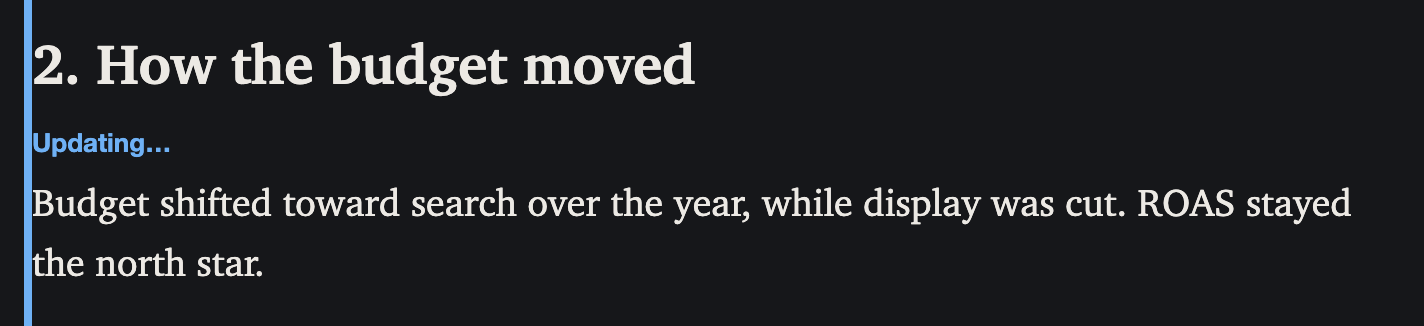 2. How the budget moved
Updating...
Budget shifted toward search over the year, while display was cut. ROAS stayed
the north star.